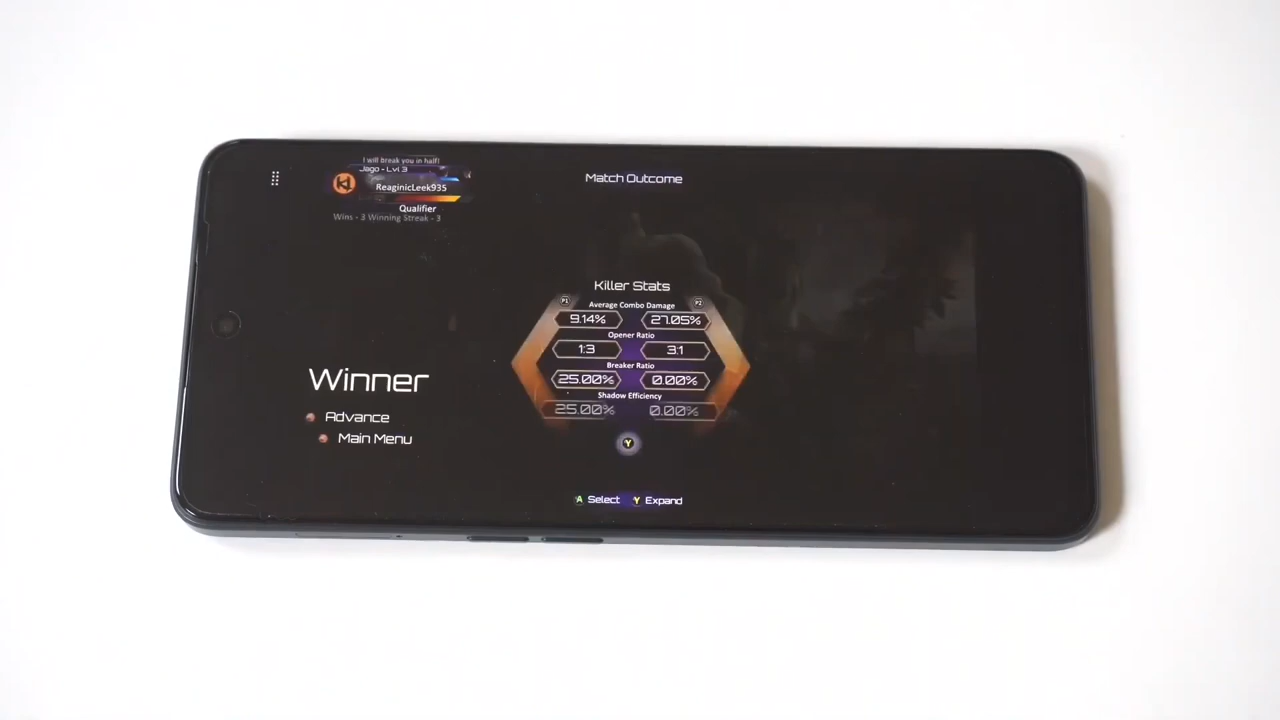 I will break you in half!
Jago - Lvl 3
ReaginicLeek935
Qualifier
Wins - 3 Winning Streak - 3
Match Outcome
Killer Stats
P1
P2
Average Combo Damage
9.14% 27.05%
Opener Ratio
1:3 3:1
Breaker Ratio
25.00% 0.00%
Shadow Efficiency
25.00% 0.00%
Y
Winner
Advance
Main Menu
A Select Y Expand